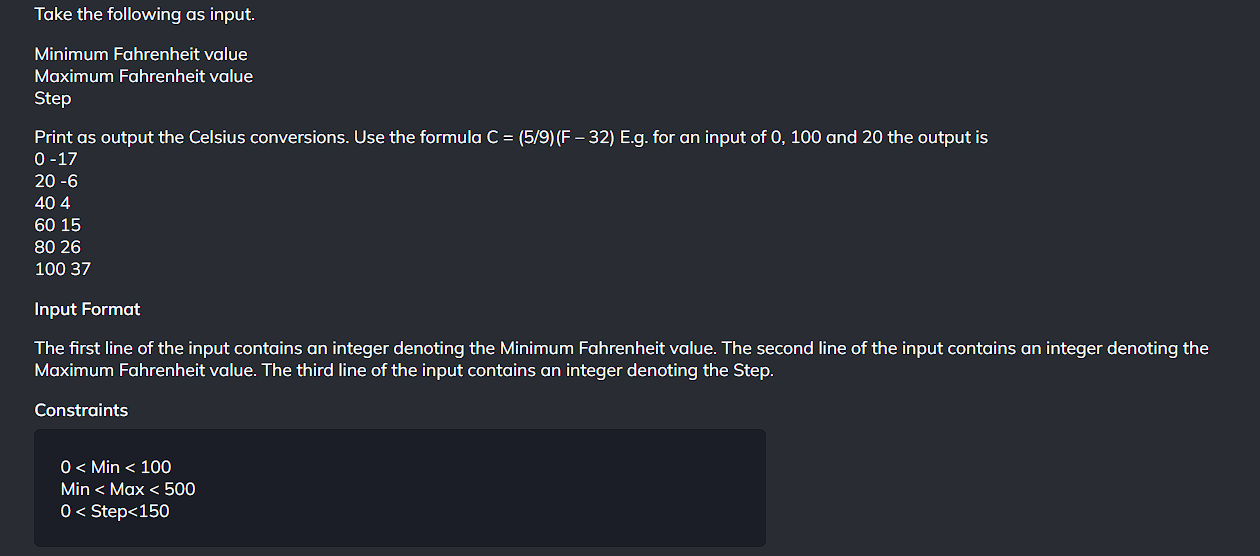 Take the following as input.
Minimum Fahrenheit value
Maximum Fahrenheit value
Step
Print as output the Celsius conversions. Use the formula C = (5/9)(F – 32) E.g. for an input of 0, 100 and 20 the output is
0 -17
20 -6
40 4
60 15
80 26
100 37
Input Format
The first line of the input contains an integer denoting the Minimum Fahrenheit value. The second line of the input contains an integer denoting the
Maximum Fahrenheit value. The third line of the input contains an integer denoting the Step.
Constraints
0 < Min < 100
Min < Max < 500
0 < Step<150